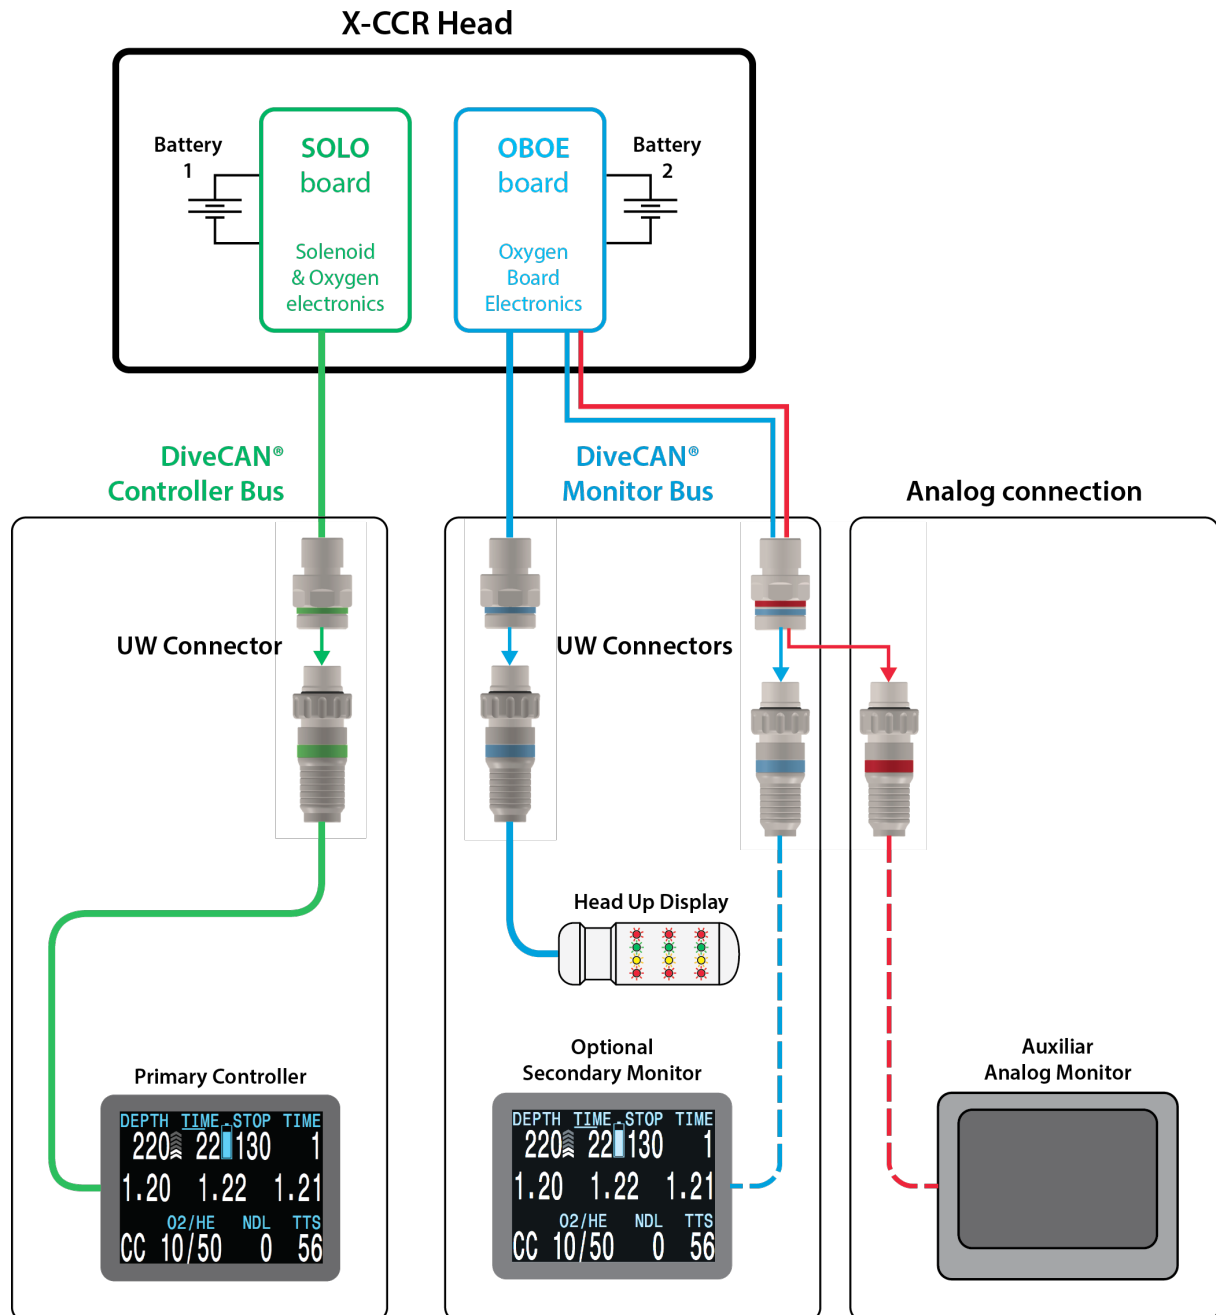 X-CCR Head
Battery
1
SOLO
board
Solenoid
& Oxygen
electronics
OBOE
board
Oxygen
Board
Electronics
Battery
2
DiveCAN®
Controller Bus
DiveCAN®
Monitor Bus
Analog connection
UW Connector
UW Connectors
Head Up Display
Primary Controller
DEPTH TIME STOP TIME
220 22 130 1
1.20 1.22 1.21
O2/HE NDL TTS
CC 10/50 0 56
Optional
Secondary Monitor
DEPTH TIME STOP TIME
220 22 130 1
1.20 1.22 1.21
O2/HE NDL TTS
CC 10/50 0 56
Auxiliar
Analog Monitor